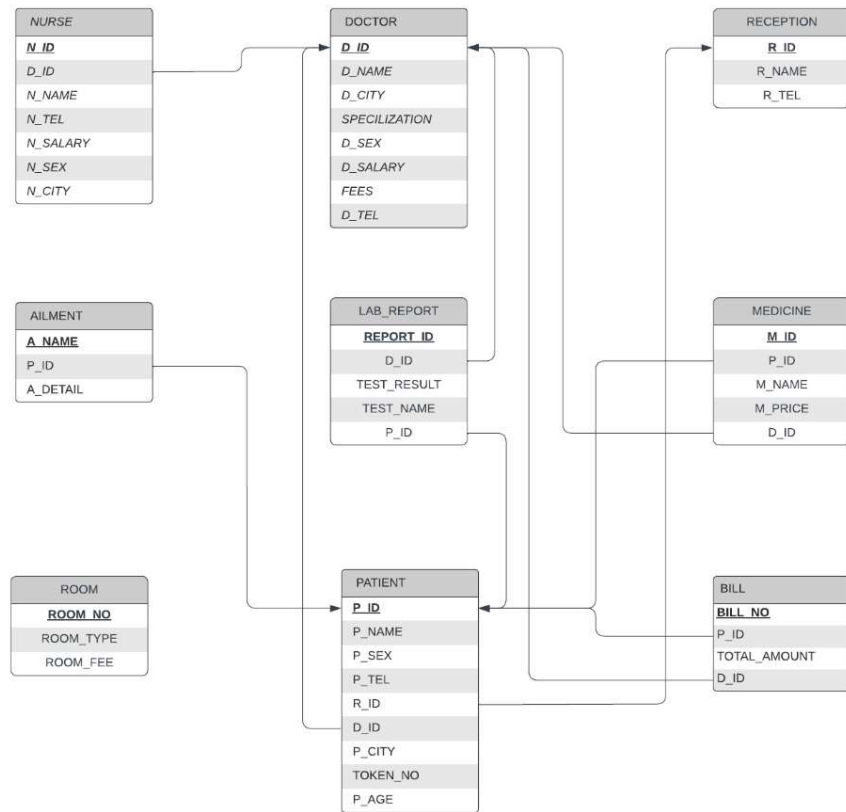 NURSE
N_ID
D_ID
N_NAME
N_TEL
N_SALARY
N_SEX
N_CITY
DOCTOR
D_ID
D_NAME
D_CITY
SPECILIZATION
D_SEX
D_SALARY
FEES
D_TEL
RECEPTION
R_ID
R_NAME
R_TEL
AILMENT
A_NAME
P_ID
A_DETAIL
LAB_REPORT
REPORT_ID
D_ID
TEST_RESULT
TEST_NAME
P_ID
MEDICINE
M_ID
P_ID
M_NAME
M_PRICE
D_ID
ROOM
ROOM_NO
ROOM_TYPE
ROOM_FEE
PATIENT
P_ID
P_NAME
P_SEX
P_TEL
R_ID
D_ID
P_CITY
TOKEN_NO
P_AGE
BILL
BILL_NO
P_ID
TOTAL_AMOUNT
D_ID